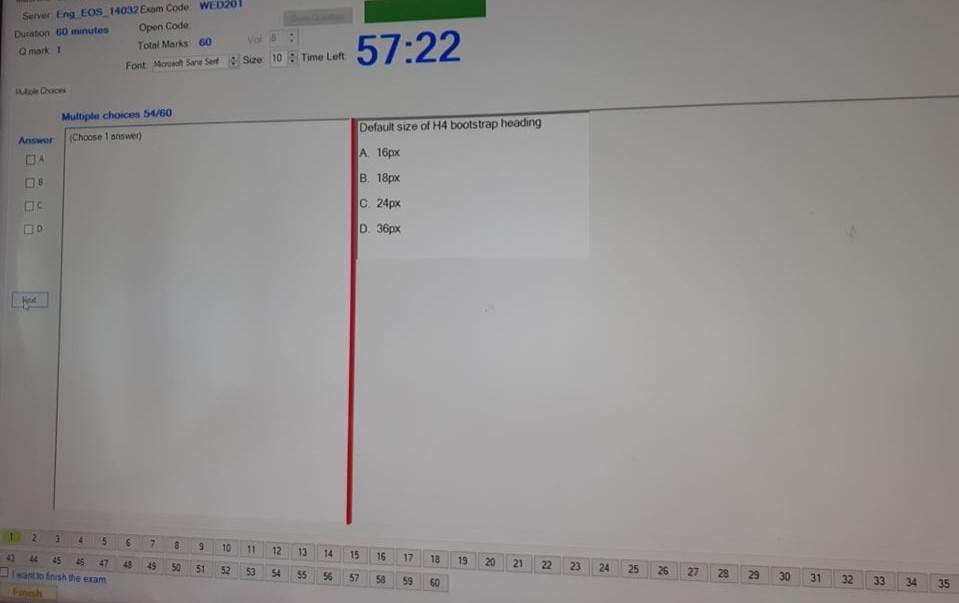 Server: Eng_EOS_14032 Exam Code: WED201
Duration: 60 minutes Open Code:
Q mark: 1 Total Marks: 60 Vol: 8
Font: Microsoft Sans Serif Size: 10 Time Left: 57:22
Multiple Choices
Multiple choices 54/60
Answer (Choose 1 answer)
A
B
C
D
Next
Default size of H4 bootstrap heading
A. 16px
B. 18px
C. 24px
D. 36px
1 2 3 4 5 6 7 8 9 10 11 12 13 14 15 16 17 18 19 20 21 22 23 24 25 26 27 28 29 30 31 32 33 34 35
43 44 45 46 47 48 49 50 51 52 53 54 55 56 57 58 59 60
I want to finish the exam
Finish